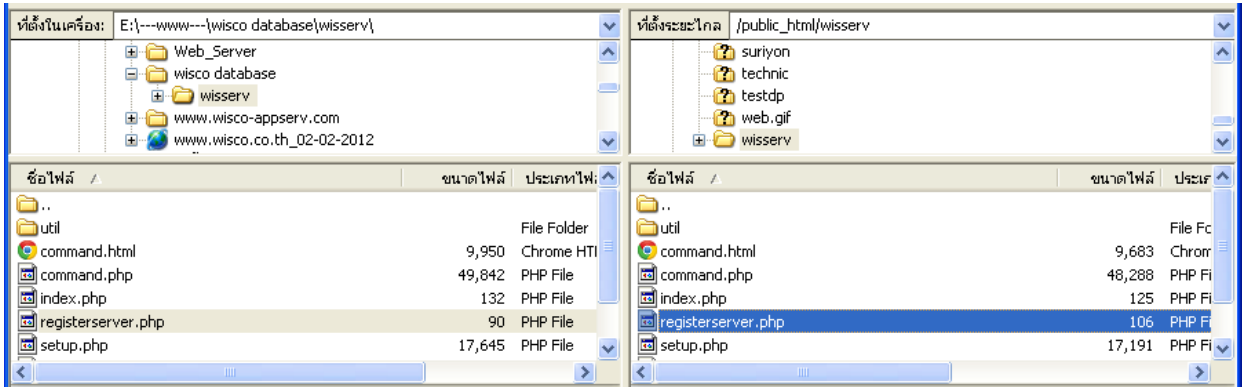 ที่ตั้งในเครื่อง: E:\---www---\wisco database\wisserv\
Web_Server
wisco database
wisserv
www.wisco-appserv.com
www.wisco.co.th_02-02-2012
ชื่อไฟล์ ขนาดไฟล์ ประเภทไฟ
..
util File Folder
command.html 9,950 Chrome HTI
command.php 49,842 PHP File
index.php 132 PHP File
registerserver.php 90 PHP File
setup.php 17,645 PHP File
ที่ตั้งระยะไกล /public_html/wisserv
suriyon
technic
testdp
web.gif
wisserv
ชื่อไฟล์ ขนาดไฟล์ ประเภ
..
util File Fc
command.html 9,683 Chrom
command.php 48,288 PHP Fi
index.php 125 PHP Fi
registerserver.php 106 PHP Fi
setup.php 17,191 PHP Fi